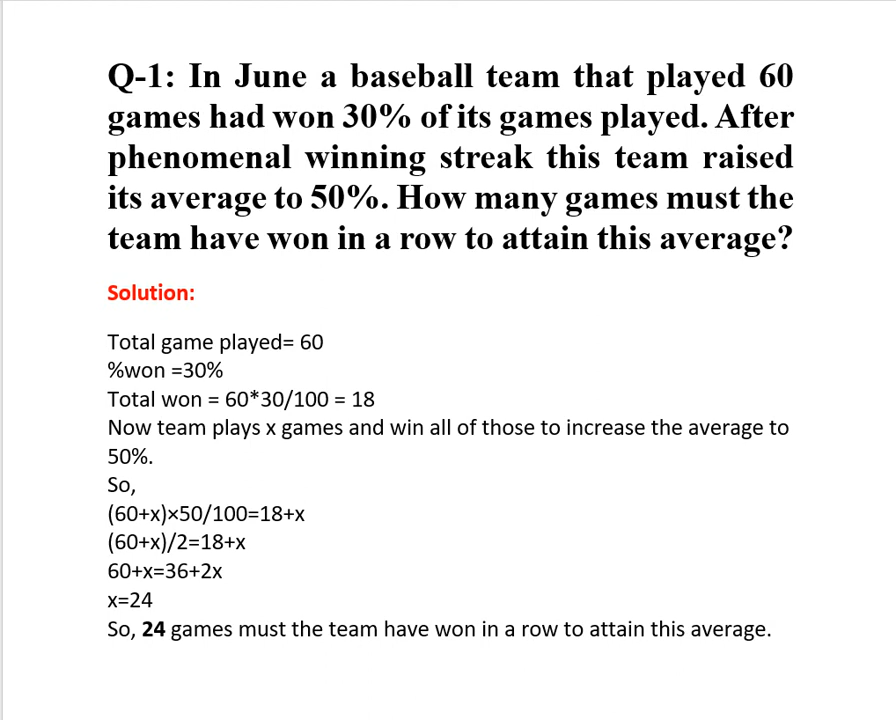 Q-1: In June a baseball team that played 60
games had won 30% of its games played. After
phenomenal winning streak this team raised
its average to 50%. How many games must the
team have won in a row to attain this average?
Solution:
Total game played= 60
%won =30%
Total won = 60*30/100 = 18
Now team plays x games and win all of those to increase the average to
50%.
So,
(60+x)×50/100=18+x
(60+x)/2=18+x
60+x=36+2x
x=24
So, 24 games must the team have won in a row to attain this average.